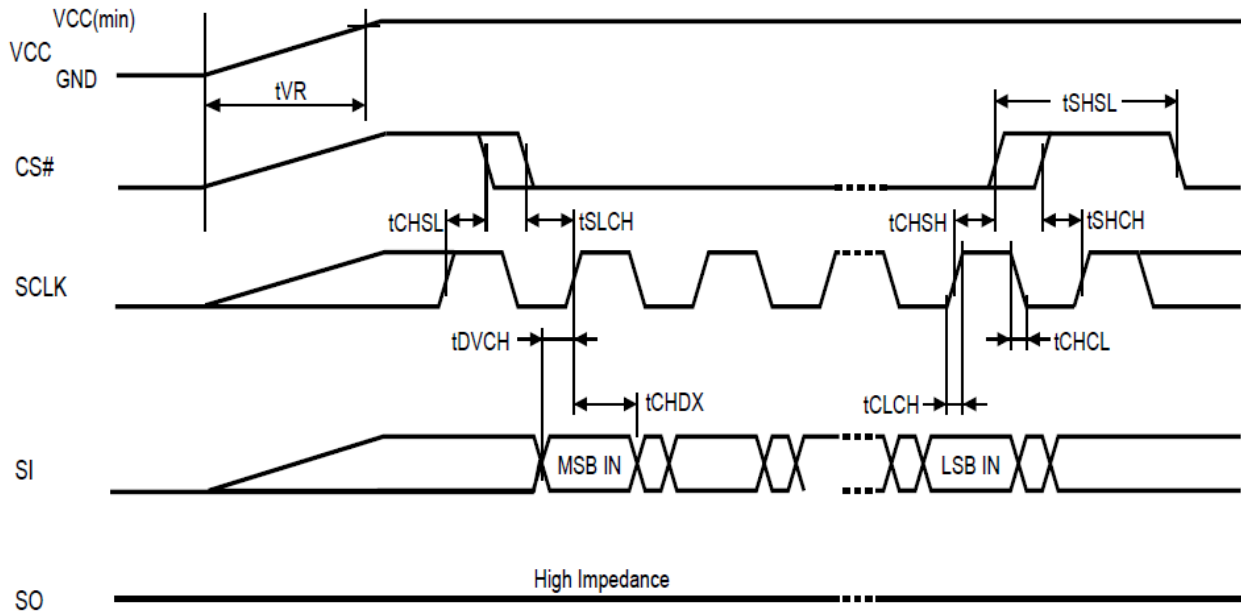 VCC(min)
VCC
GND
tVR
tSHSL
CS#
tCHSL
tSLCH
tCHSH
tSHCH
SCLK
tDVCH
tCHCL
tCHDX
tCLCH
SI
MSB IN
LSB IN
High Impedance
SO